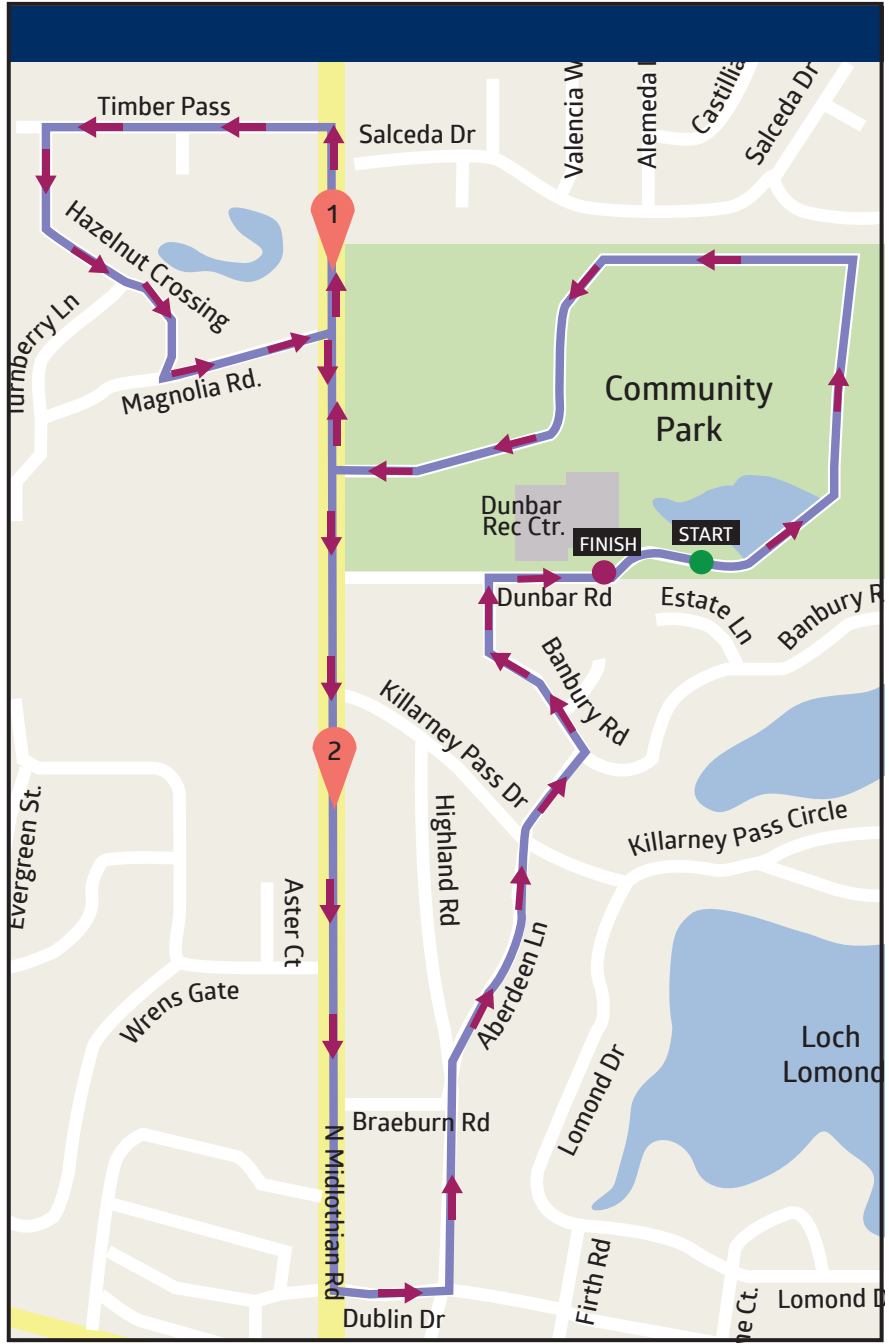 Timber Pass
Salceda Dr
Valencia W
Alemeda
Castillia
Salceda Dr
1
Hazelnut Crossing
Magnolia Rd.
Community
Park
Dunbar
Rec Ctr.
FINISH
START
Dunbar Rd
Estate Ln
Banbury R
Banbury Rd
Killarney Pass Dr
2
Highland Rd
Killarney Pass Circle
Evergreen St.
Aster Ct
Wrens Gate
Aberdeen Ln
Loch
Lomond
Lomond Dr
Braeburn Rd
N Midlothian Rd
Dublin Dr
Firth Rd
ne Ct.
Lomond D